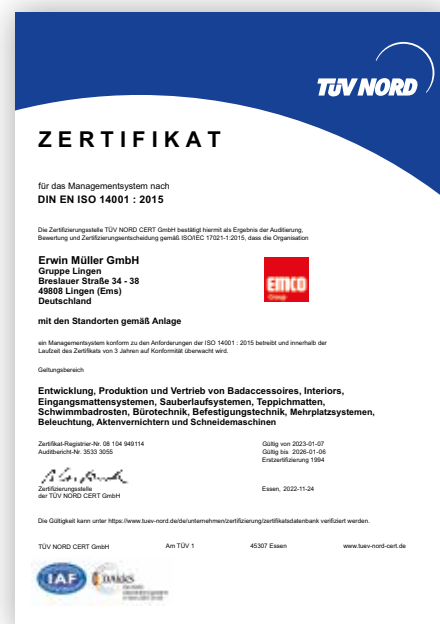 TÜV NORD
ZERTIFIKAT
für das Managementsystem nach
DIN EN ISO 14001 : 2015
Die Zertifizierungsstelle TÜV NORD CERT GmbH bestätigt hiermit als Ergebnis der Auditierung,
Bewertung und Zertifizierungsentscheidung gemäß ISO/IEC 17021-1:2015, dass die Organisation
Erwin Müller GmbH
Gruppe Lingen
Breslauer Straße 34 - 38
49808 Lingen (Ems)
Deutschland
EMCO
Group
mit den Standorten gemäß Anlage
ein Managementsystem konform zu den Anforderungen der ISO 14001 : 2015 betreibt und innerhalb der
Laufzeit des Zertifikats von 3 Jahren auf Konformität überwacht wird.
Geltungsbereich
Entwicklung, Produktion und Vertrieb von Badaccessoires, Interiors,
Eingangsmattensystemen, Sauberlaufsystemen, Teppichmatten,
Schwimmbadrosten, Bürotechnik, Befestigungstechnik, Mehrplatzsystemen,
Beleuchtung, Aktenvernichtern und Schneidemaschinen
Zertifikat-Registrier-Nr. 08 104 949114
Auditbericht-Nr. 3533 3055
Gültig von 2023-01-07
Gültig bis 2026-01-06
Erstzertifizierung 1994
Zertifizierungsstelle
der TÜV NORD CERT GmbH
Essen, 2022-11-24
Die Gültigkeit kann unter https://www.tuev-nord.de/de/unternehmen/zertifizierung/zertifikatsdatenbank verifiziert werden.
TÜV NORD CERT GmbH Am TÜV 1 45307 Essen www.tuev-nord-cert.de
IAF
DAkkS